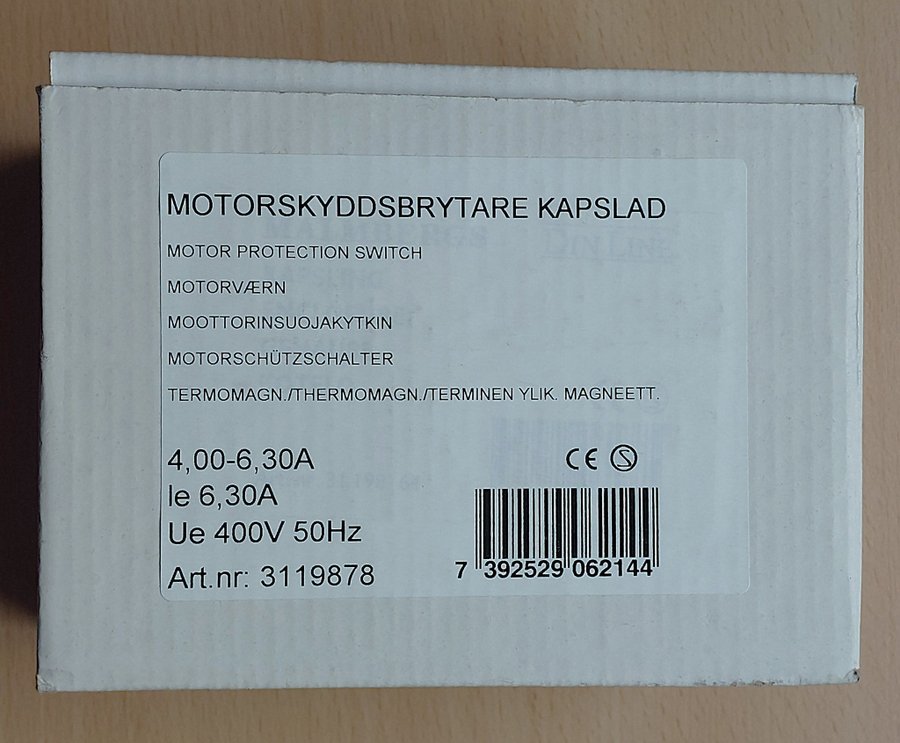 MOTORSKYDDSBRYTARE KAPSLAD
MOTOR PROTECTION SWITCH
MOTORVÆRN
MOOTTORINSUOJAKYTKIN
MOTORSCHÜTZSCHALTER
TERMOMAGN./THERMOMAGN./TERMINEN YLIK. MAGNEETT.
4,00-6,30A
Ie 6,30A
Ue 400V 50Hz
Art.nr: 3119878
CE S
7 392529 062144